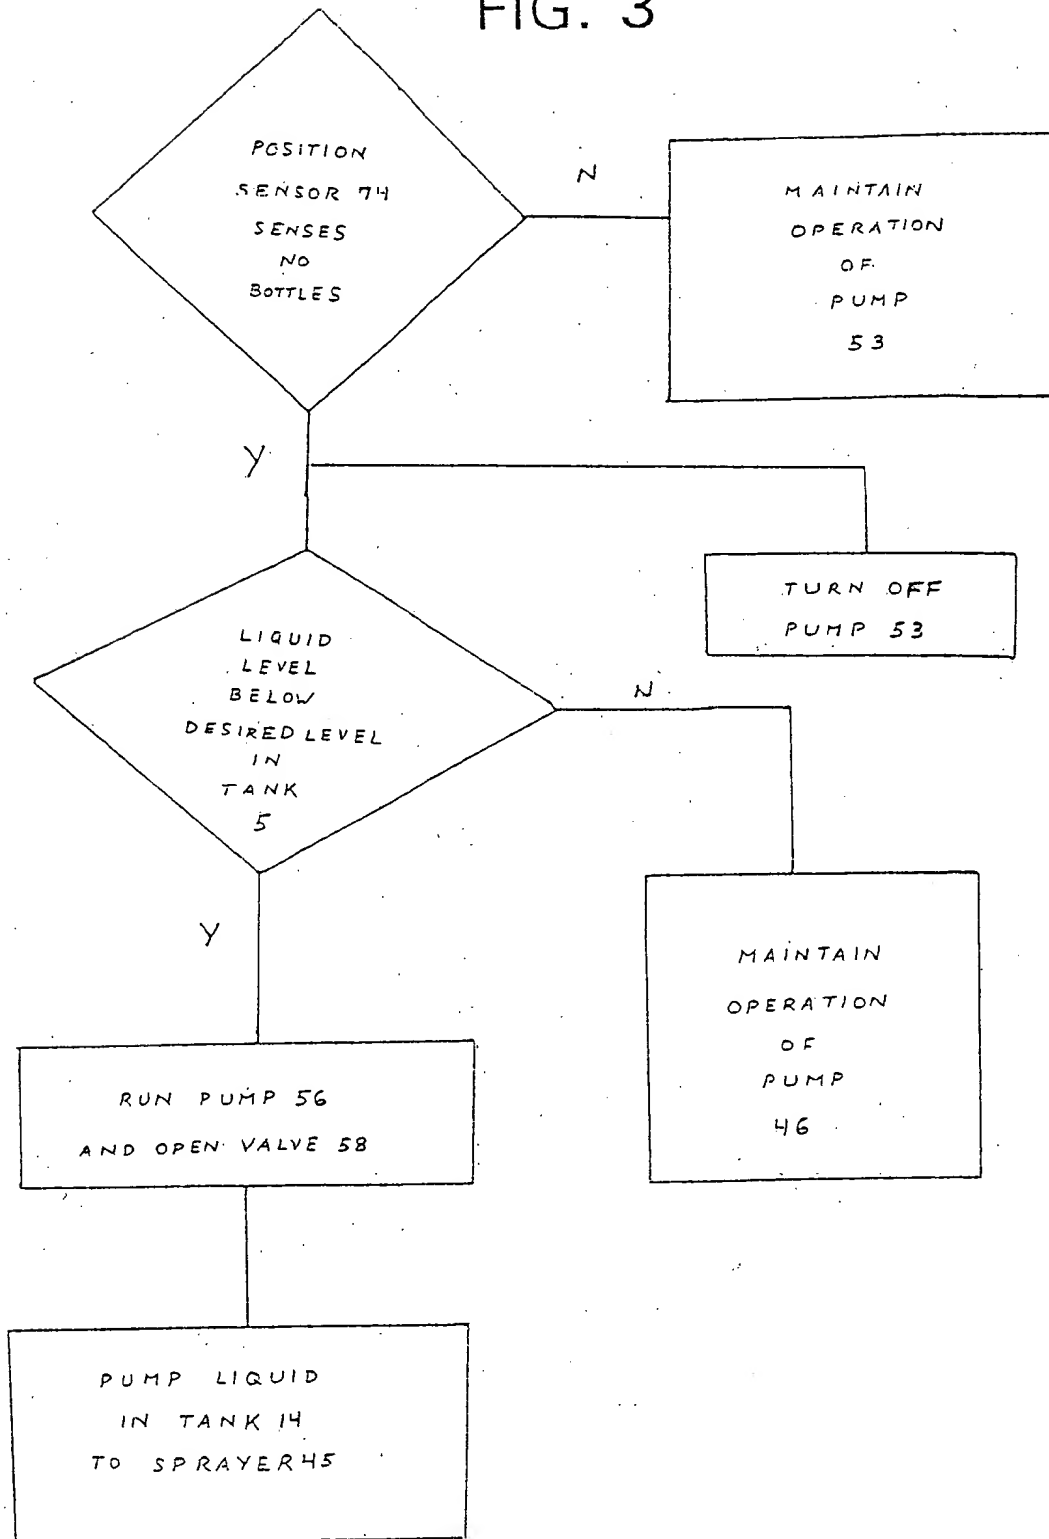 FIG. 3
POSITION
SENSOR 74
SENSES
NO
BOTTLES
N
MAINTAIN
OPERATION
OF
PUMP
53
Y
TURN OFF
PUMP 53
LIQUID
LEVEL
BELOW
DESIRED LEVEL
IN
TANK
5
N
MAINTAIN
OPERATION
OF
PUMP
46
Y
RUN PUMP 56
AND OPEN VALVE 58
PUMP LIQUID
IN TANK 14
TO SPRAYER 45